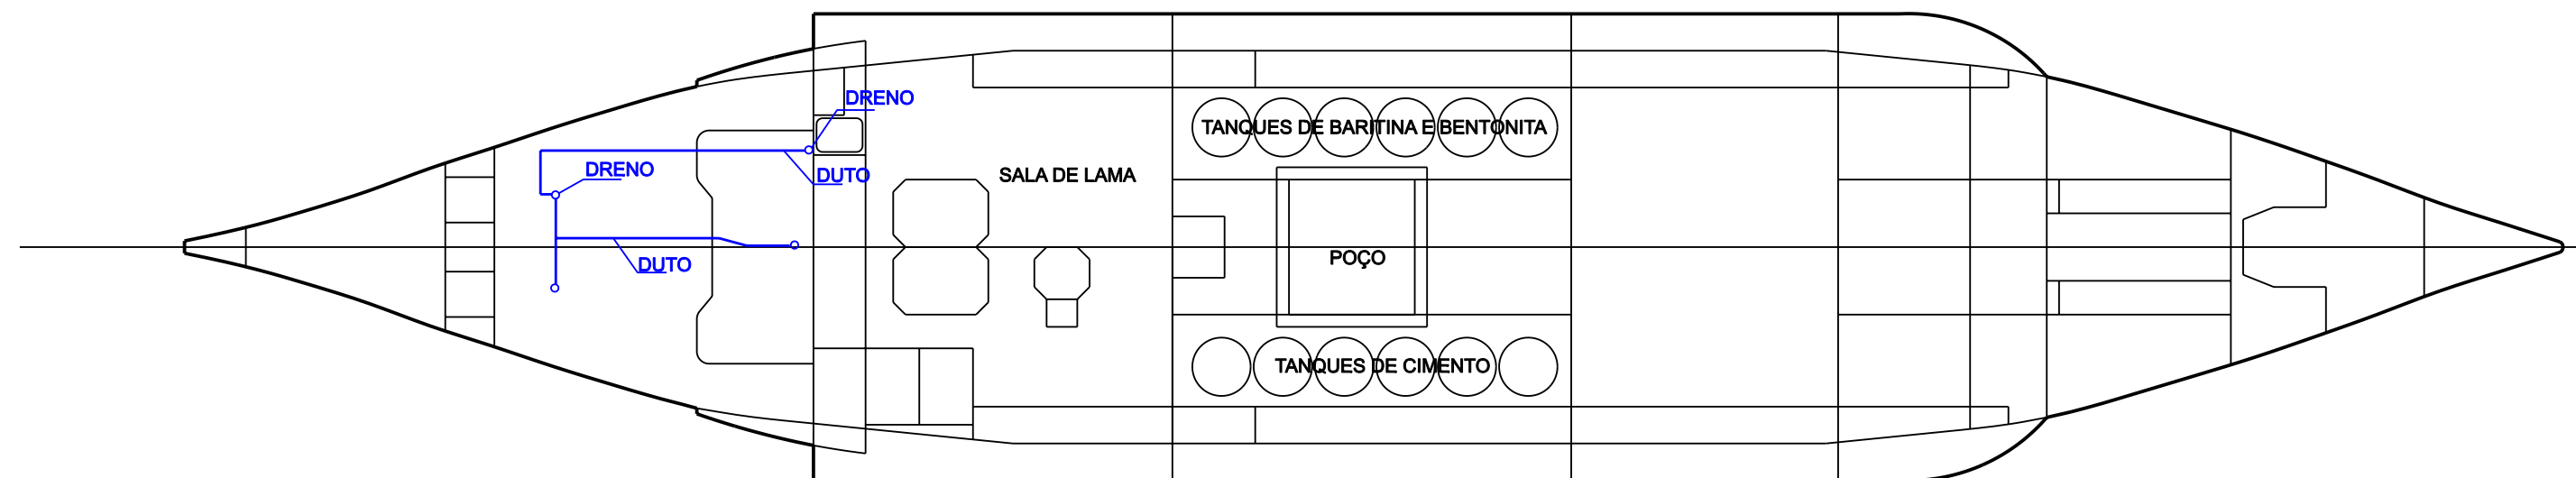 DRENO
TANQUES DE BARITINA E BENTONITA
DRENO
DUTO
SALA DE LAMA
POÇO
DUTO
TANQUES DE CIMENTO